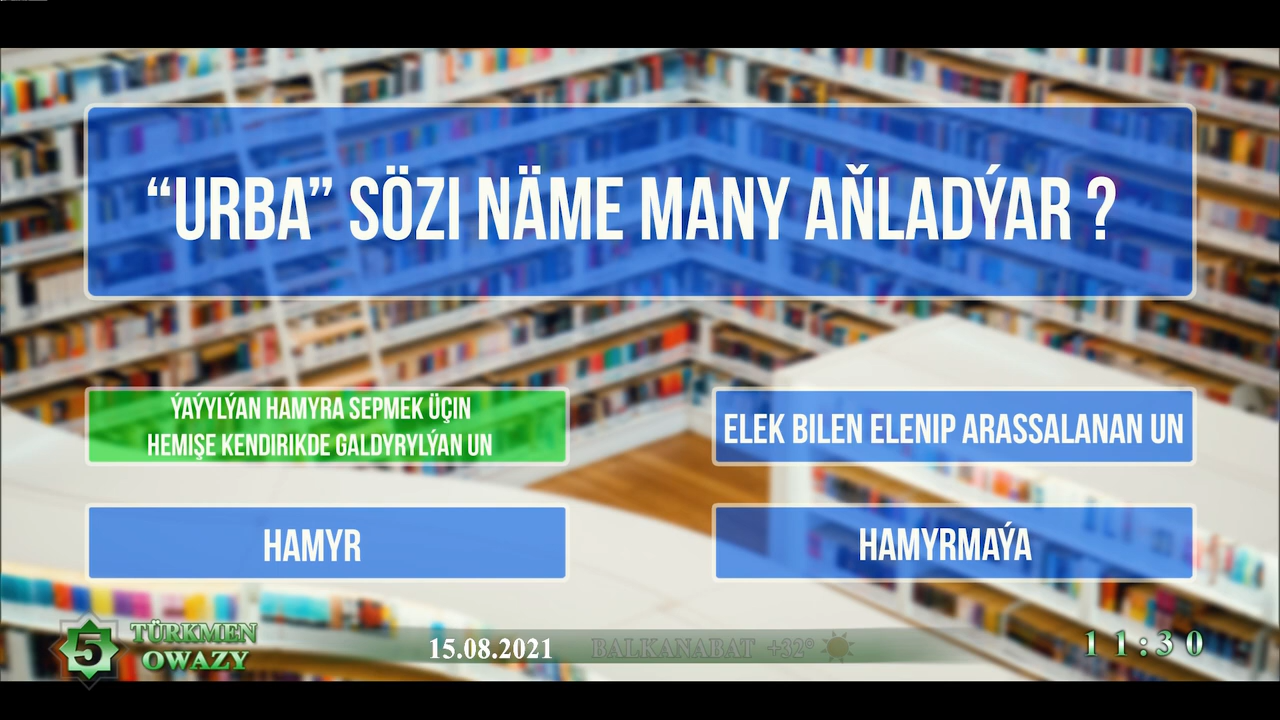 “URBA” SÖZI NÄME MANY AŇLADÝAR ?
ÝAÝYLÝAN HAMYRA SEPMEK ÜÇIN
HEMIŞE KENDIRIKDE GALDYRYLÝAN UN
ELEK BILEN ELENIP ARASSALANAN UN
HAMYR
HAMYRMAÝA
5 TÜRKMEN
OWAZY
15.08.2021
BALKANABAT +32°
11:30